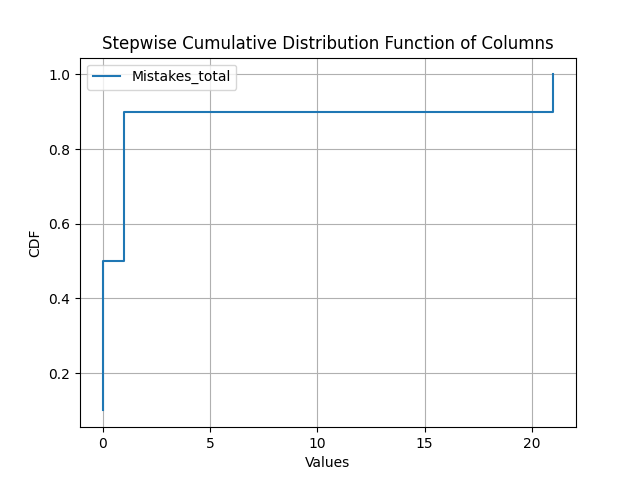 Stepwise Cumulative Distribution Function of Columns
Mistakes_total
1.0
0.8
0.6
0.4
0.2
CDF
0 5 10 15 20
Values